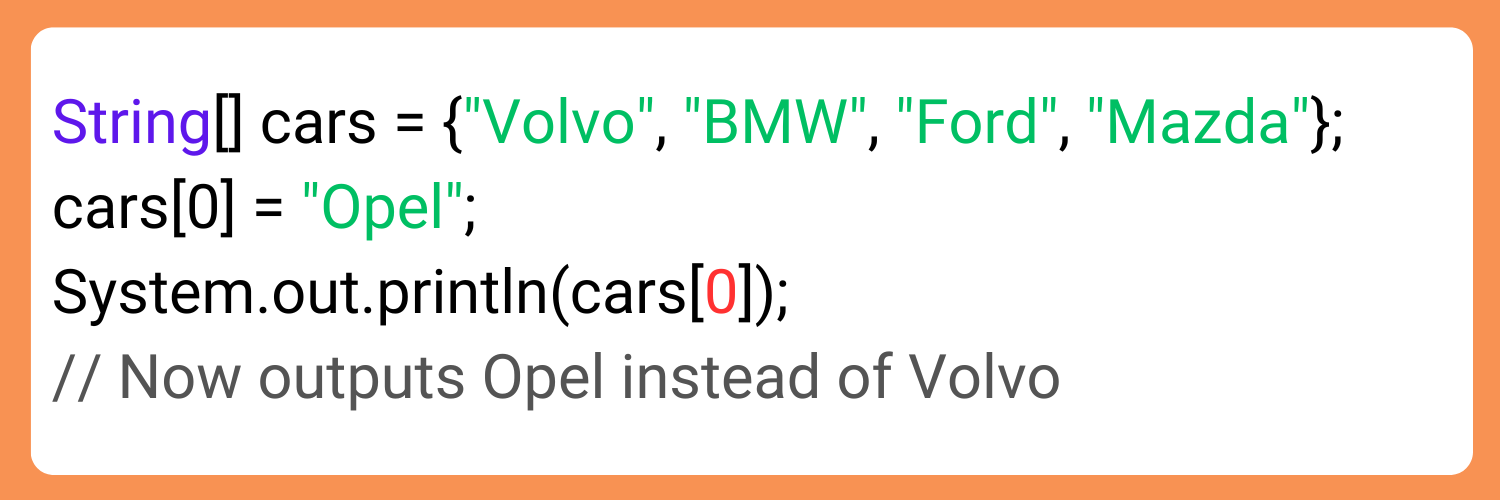 String[] cars = {"Volvo", "BMW", "Ford", "Mazda"};
cars[0] = "Opel";
System.out.println(cars[0]);
// Now outputs Opel instead of Volvo